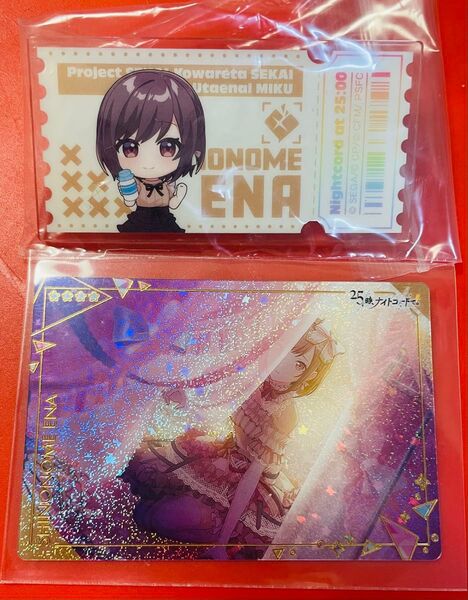 Project Kowareta SEKAI
Utaenai MIKU
ONOME
ENA
Nightcord at 25:00
© SEGA
SHINONOME ENA
25時、ナイトコードで。